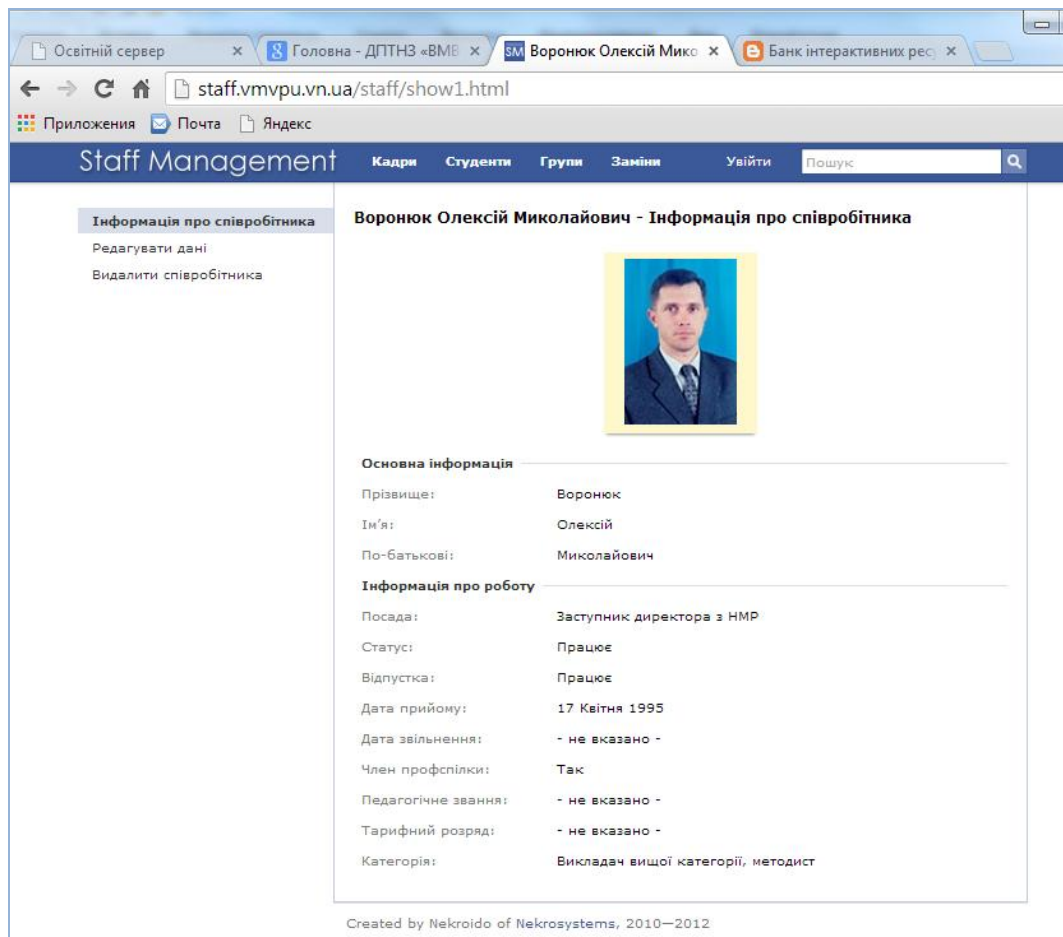 Освітній сервер
Головна - ДПТНЗ «ВМВ
SM Воронюк Олексій Мико
Банк інтерактивних рес
staff.vmvpu.vn.ua/staff/show1.html
Приложения Почта Яндекс
Staff Management Кадри Студенти Групи Заміни Увійти Пошук
Інформація про співробітника
Редагувати дані
Видалити співробітника
Воронюк Олексій Миколайович - Інформація про співробітника
Основна інформація
Прізвище: Воронюк
Ім'я: Олексій
По-батькові: Миколайович
Інформація про роботу
Посада: Заступник директора з НМР
Статус: Працює
Відпустка: Працює
Дата прийому: 17 Квітня 1995
Дата звільнення: - не вказано -
Член профспілки: Так
Педагогічне звання: - не вказано -
Тарифний розряд: - не вказано -
Категорія: Викладач вищої категорії, методист
Created by Nekroido of Nekrosystems, 2010—2012